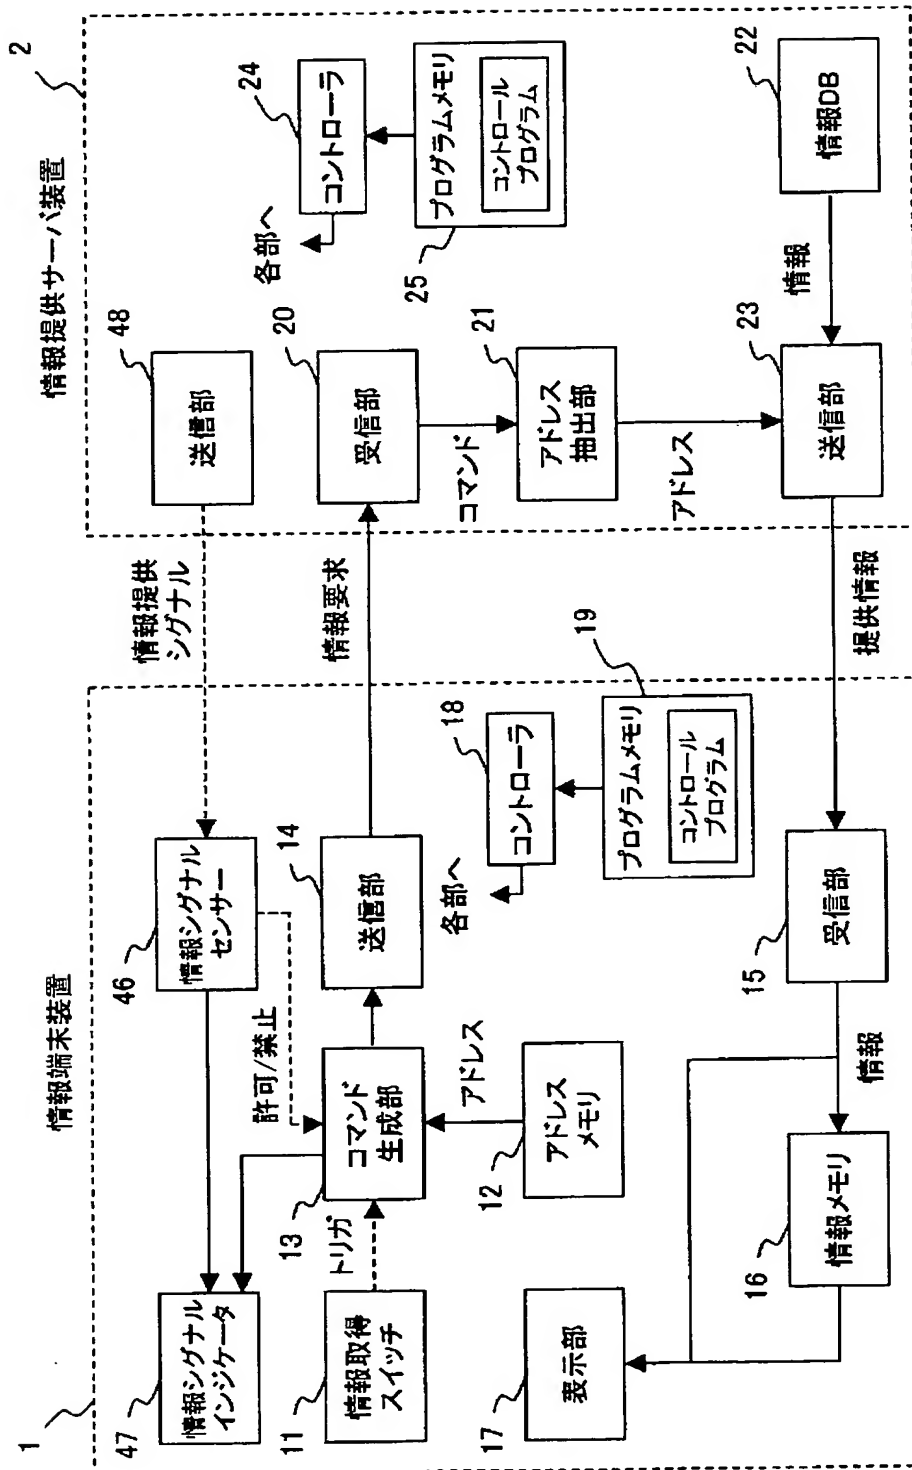 1
情報端末装置
47
情報シグナル
インジケータ
46
情報シグナル
センサー
情報提供
シグナル
2
情報提供サーバ装置
48
送信部
許可/禁止
11
情報取得
スイッチ
トリガ
13
コマンド
生成部
14
送信部
情報要求
20
受信部
各部へ
24
コントローラ
プログラムメモリ
コントロール
プログラム
25
コマンド
21
アドレス
抽出部
アドレス
12
アドレス
メモリ
アドレス
各部へ
18
コントローラ
19
プログラムメモリ
コントロール
プログラム
17
表示部
16
情報メモリ
情報
15
受信部
提供情報
23
送信部
情報
22
情報DB